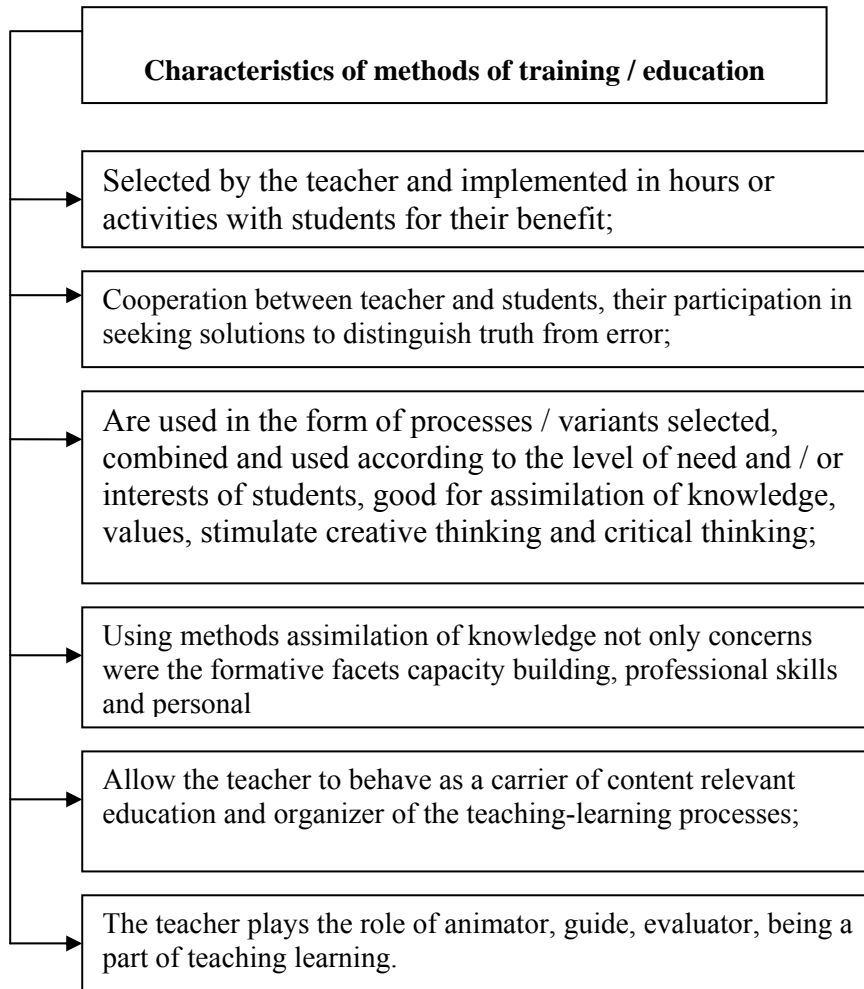 Characteristics of methods of training / education
Selected by the teacher and implemented in hours or
activities with students for their benefit;
Cooperation between teacher and students, their participation in
seeking solutions to distinguish truth from error;
Are used in the form of processes / variants selected,
combined and used according to the level of need and / or
interests of students, good for assimilation of knowledge,
values, stimulate creative thinking and critical thinking;
Using methods assimilation of knowledge not only concerns
were the formative facets capacity building, professional skills
and personal
Allow the teacher to behave as a carrier of content relevant
education and organizer of the teaching-learning processes;
The teacher plays the role of animator, guide, evaluator, being a
part of teaching learning.